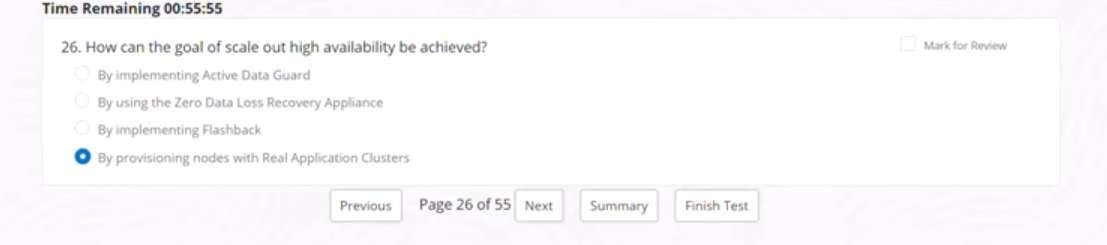 Time Remaining 00:55:55
26. How can the goal of scale out high availability be achieved?
Mark for Review
By implementing Active Data Guard
By using the Zero Data Loss Recovery Appliance
By implementing Flashback
By provisioning nodes with Real Application Clusters
Previous Page 26 of 55 Next Summary Finish Test